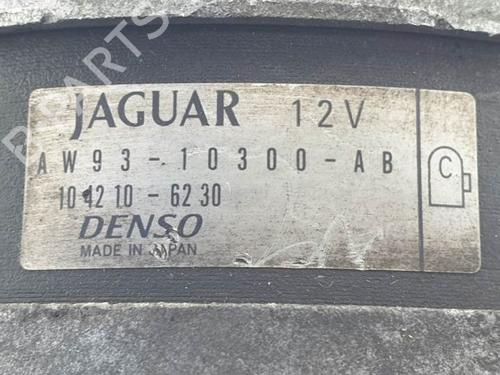 JAGUAR 12V
AW93-10300-AB
C
104210-6230
DENSO
MADE IN JAPAN